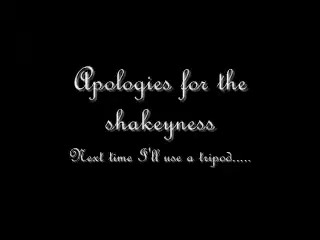 Apologies for the
shakeyness
Next time I'll use a tripod.....